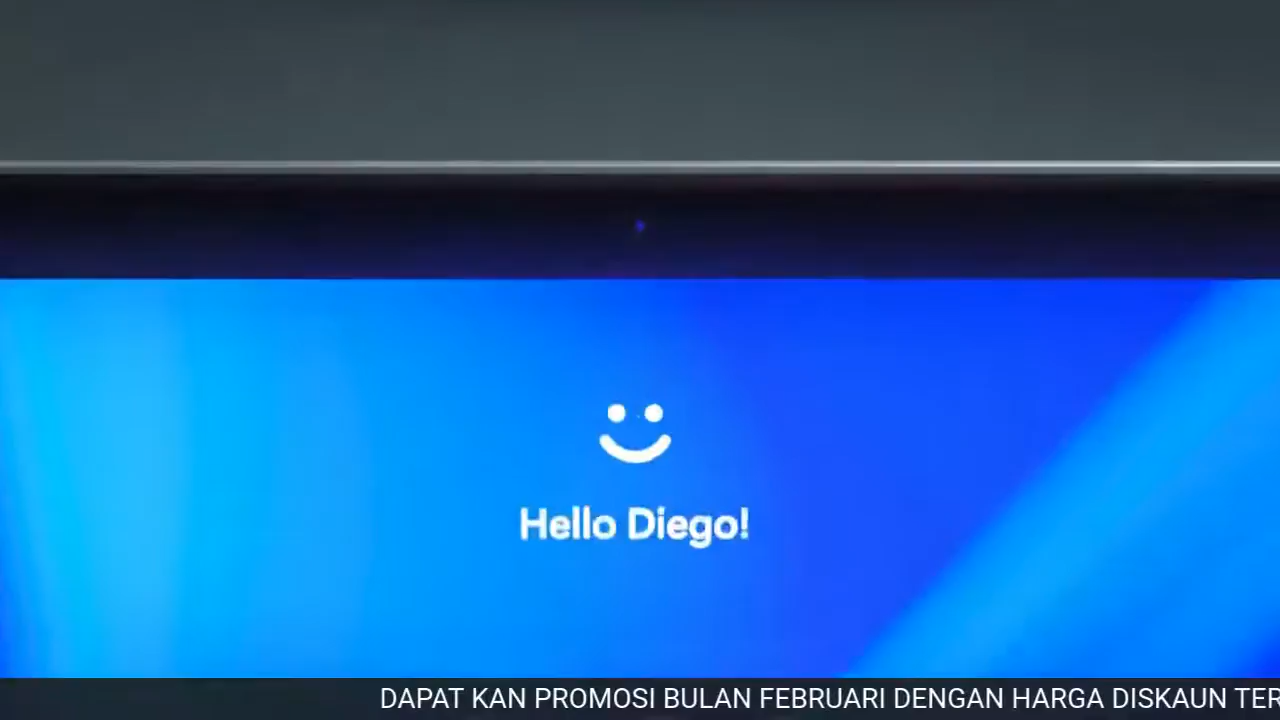 Hello Diego!
DAPAT KAN PROMOSI BULAN FEBRUARI DENGAN HARGA DISKAUN